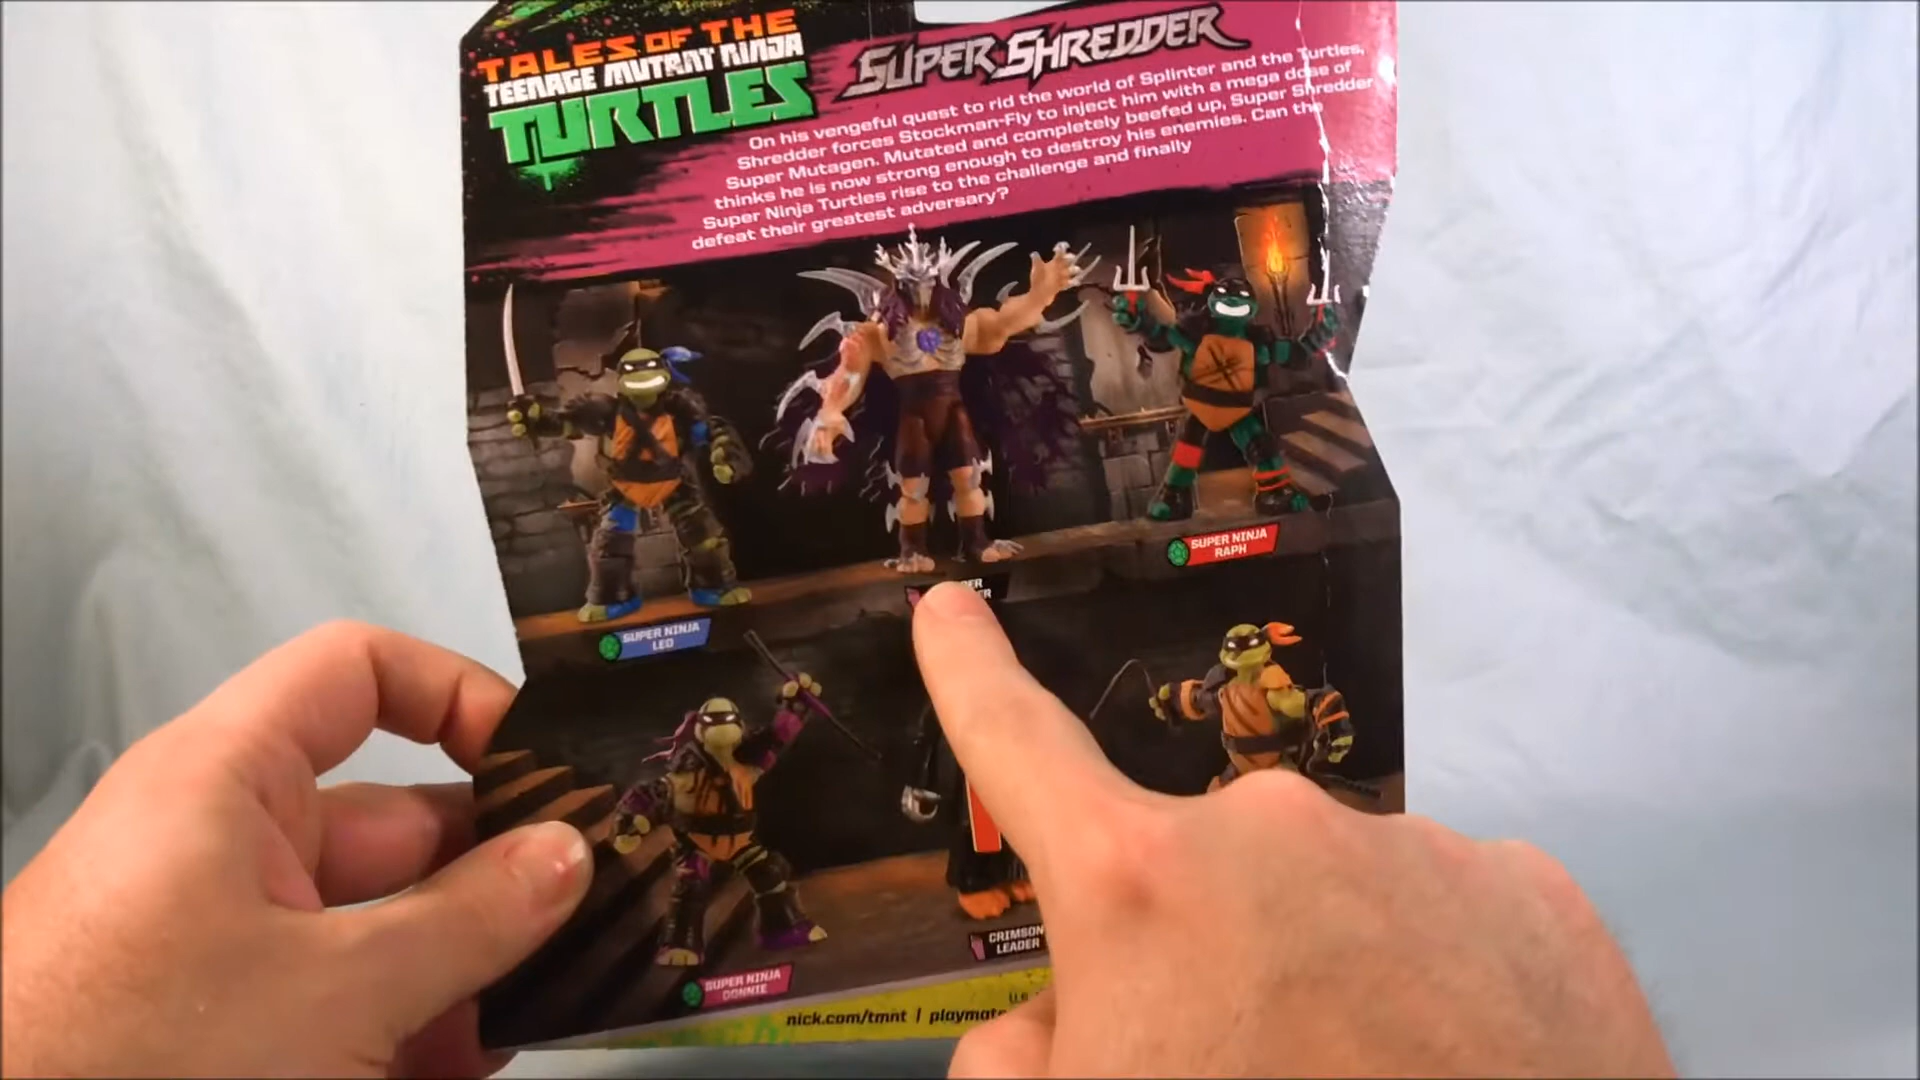 TALES OF THE
TEENAGE MUTANT NINJA
TURTLES
SUPER SHREDDER
On his vengeful quest to rid the world of Splinter and the Turtles,
Shredder forces Stockman-Fly to inject him with a mega dose of
Super Mutagen. Mutated and completely beefed up, Super Shredder
thinks he is now strong enough to destroy his enemies. Can the
Super Ninja Turtles rise to the challenge and finally
defeat their greatest adversary?
SUPER NINJA
RAPH
SUPER NINJA
LEO
CRIMSON
LEADER
SUPER NINJA
DONNIE
nick.com/tmnt |